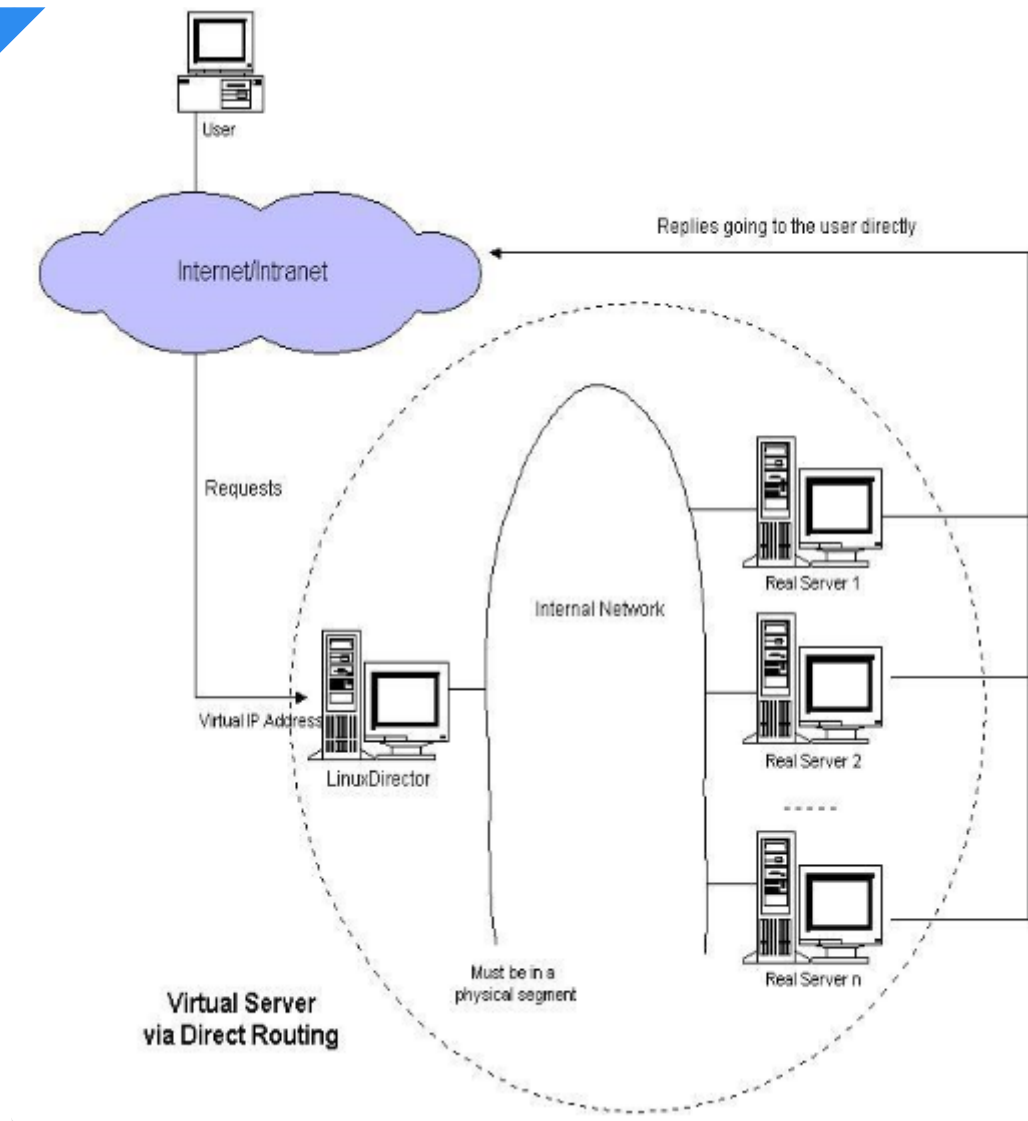 User
Replies going to the user directly
Internet/Intranet
Requests
Real Server 1
Internal Network
Virtual IP Address
LinuxDirector
Real Server 2
Must be in a
physical segment
Real Server n
Virtual Server
via Direct Routing